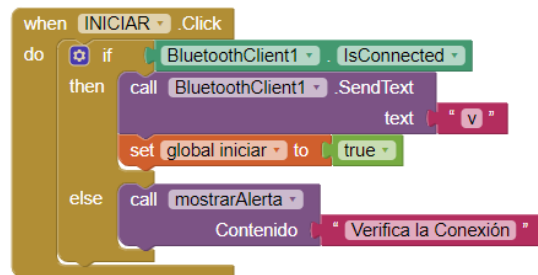 when INICIAR .Click
do if BluetoothClient1 . IsConnected
then call BluetoothClient1 .SendText
text " v "
set global iniciar to true
else call mostrarAlerta
Contenido " Verifica la Conexión "